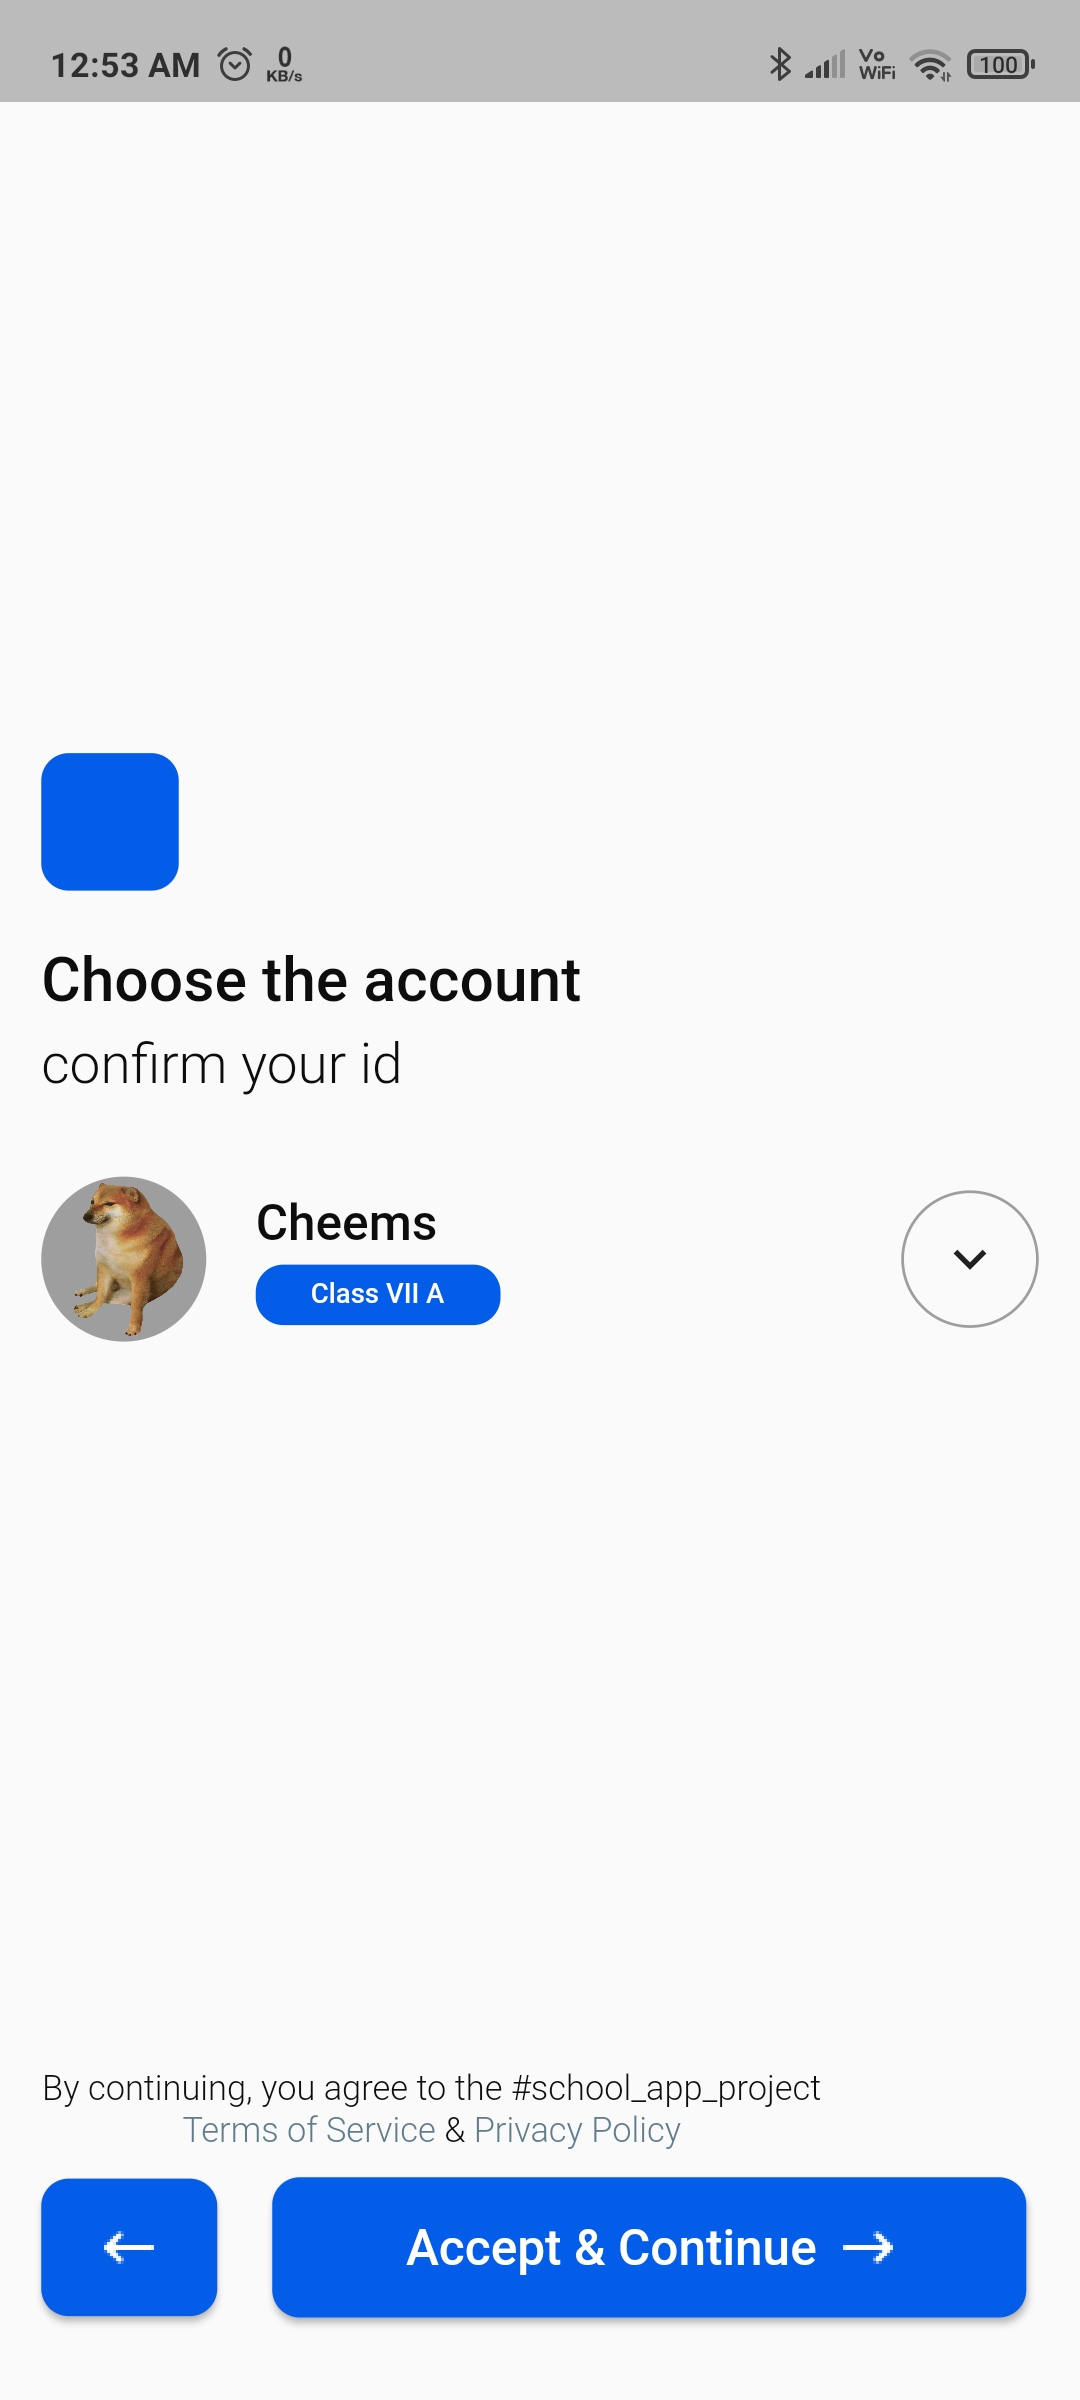 12:53 AM 0 KB/s Vo WiFi 100
Choose the account
confirm your id
Cheems
Class VII A
By continuing, you agree to the #school_app_project
Terms of Service & Privacy Policy
Accept & Continue